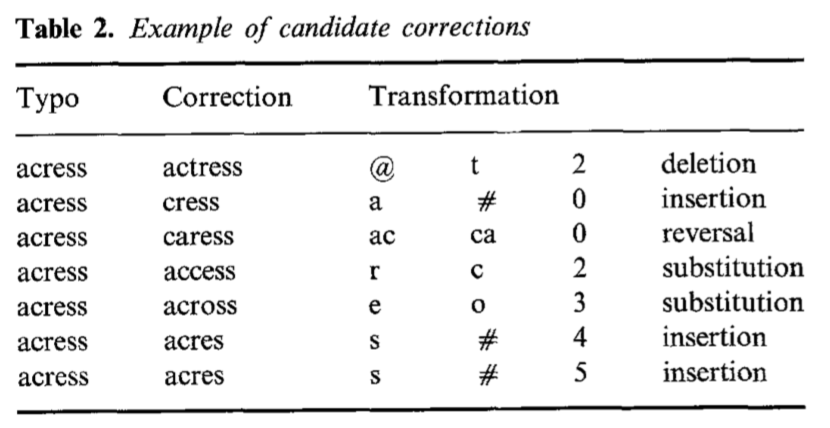 Table 2. Example of candidate corrections
Typo Correction Transformation
acress actress @ t 2 deletion
acress cress a # 0 insertion
acress caress ac ca 0 reversal
acress access r c 2 substitution
acress across e o 3 substitution
acress acres s # 4 insertion
acress acres s # 5 insertion